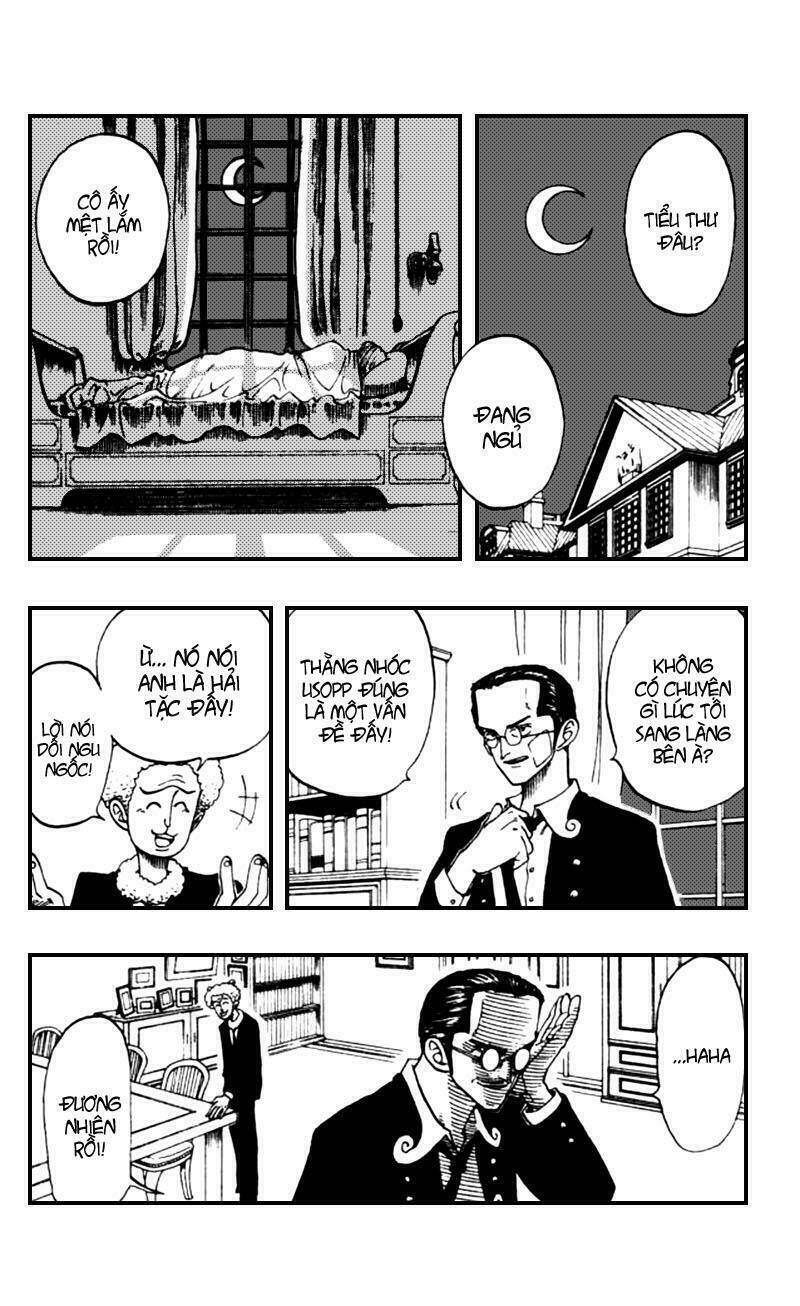 TIỂU THƯ
ĐÂU?
ĐANG
NGỦ
CÔ ẤY
MỆT LẮM
RỒI!
KHÔNG
CÓ CHUYỆN
GÌ LÚC TỚI
SANG LÀNG
BÊN À?
THẰNG NHÓC
USOPP ĐÚNG
LÀ MỘT VẤN
ĐỀ ĐẤY!
Ừ... NÓ NÓI
ANH LÀ HẢI
TẶC ĐẤY!
LỜI NÓI
DỐI NGU
NGỐC!
...HAHA
ĐƯƠNG
NHIÊN
RỒI!